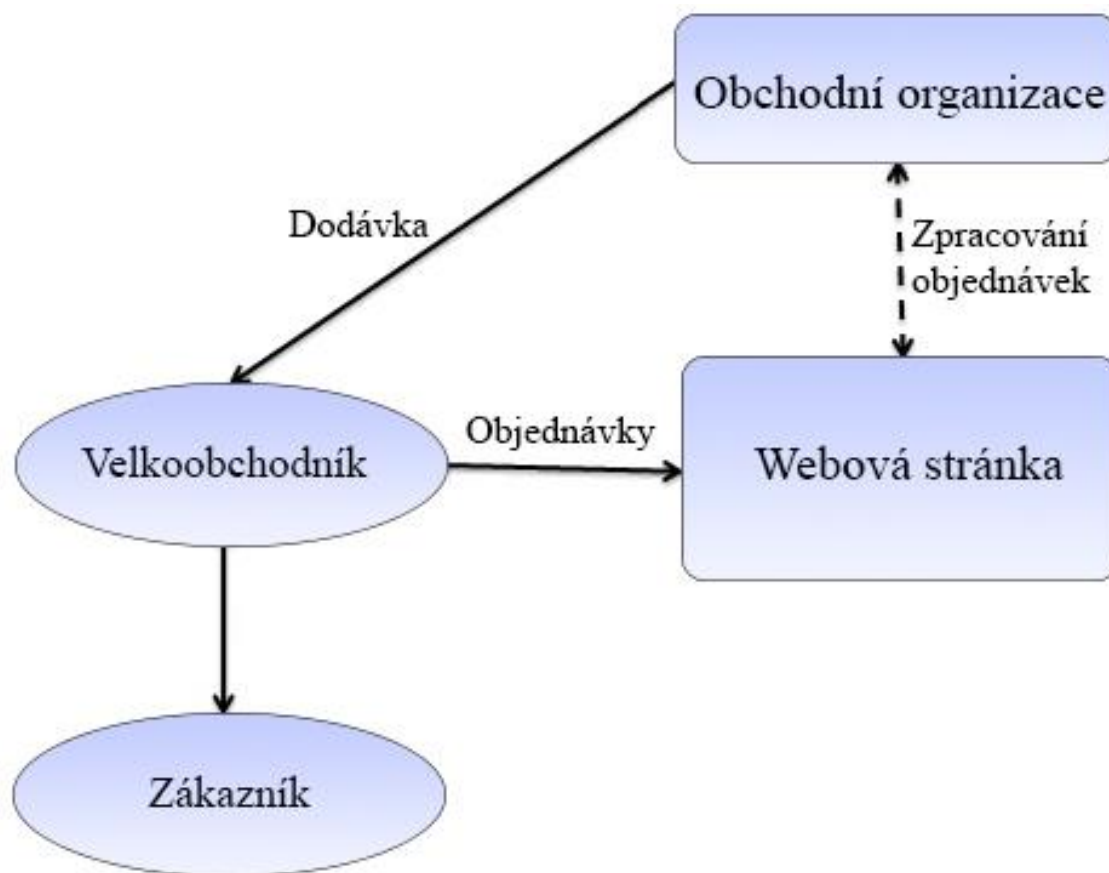 Obchodní organizace
Dodávka
Zpracování
objednávek
Objednávky
Velkoobchodník
Webová stránka
Zákazník